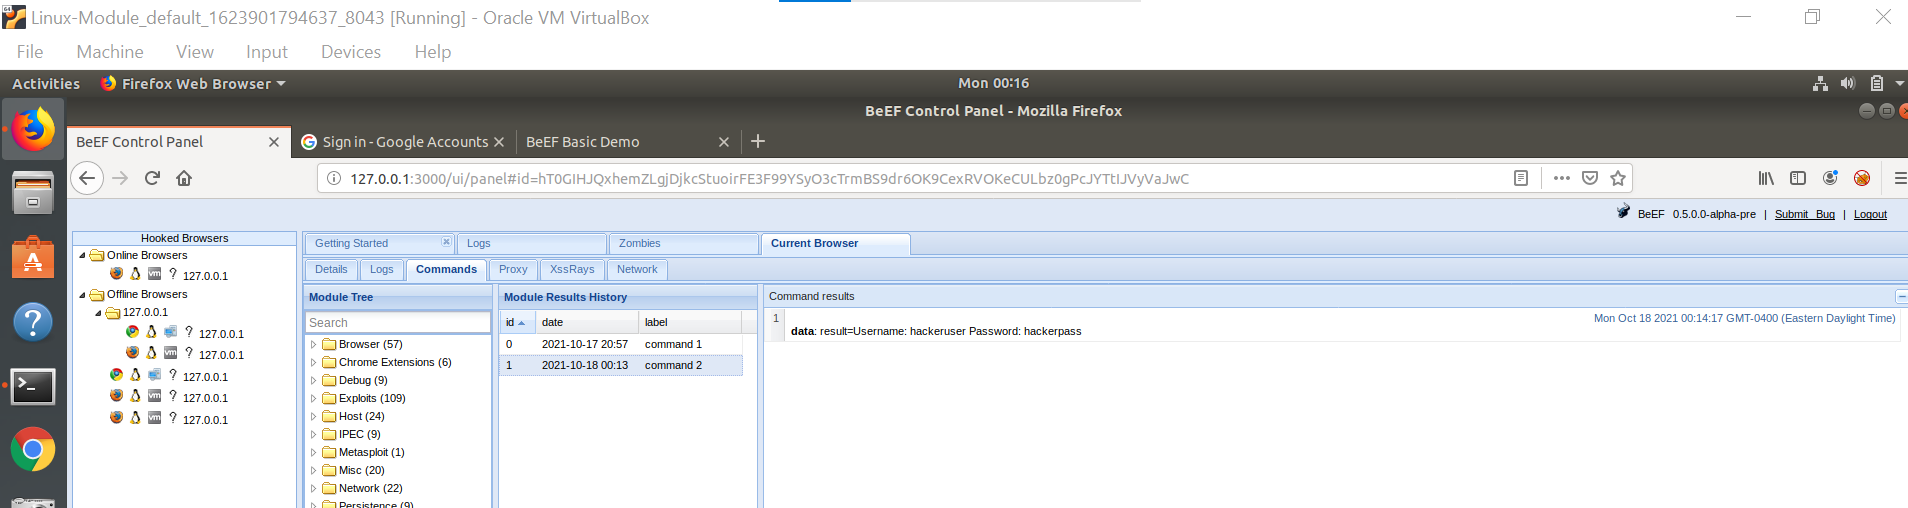 Linux-Module_default_1623901794637_8043 [Running] - Oracle VM VirtualBox
File Machine View Input Devices Help
Activities Firefox Web Browser Mon 00:16
BeEF Control Panel - Mozilla Firefox
BeEF Control Panel Sign in - Google Accounts BeEF Basic Demo
127.0.0.1:3000/ui/panel#id=hT0GIHJQxhemZLgjDjkcStuoirFE3F99YSyO3cTrmBS9dr6OK9CexRVOKeCULbz0gPcJYTtIJVyVaJwC
BeEF 0.5.0.0-alpha-pre | Submit Bug | Logout
Hooked Browsers
Online Browsers
127.0.0.1
Offline Browsers
127.0.0.1
127.0.0.1
127.0.0.1
127.0.0.1
127.0.0.1
127.0.0.1
Getting Started Logs Zombies Current Browser
Details Logs Commands Proxy XssRays Network
Module Tree
Search
Browser (57)
Chrome Extensions (6)
Debug (9)
Exploits (109)
Host (24)
IPEC (9)
Metasploit (1)
Misc (20)
Network (22)
Persistence (9)
Module Results History
id date label
0 2021-10-17 20:57 command 1
1 2021-10-18 00:13 command 2
Command results
1 Mon Oct 18 2021 00:14:17 GMT-0400 (Eastern Daylight Time)
data: result=Username: hackeruser Password: hackerpass